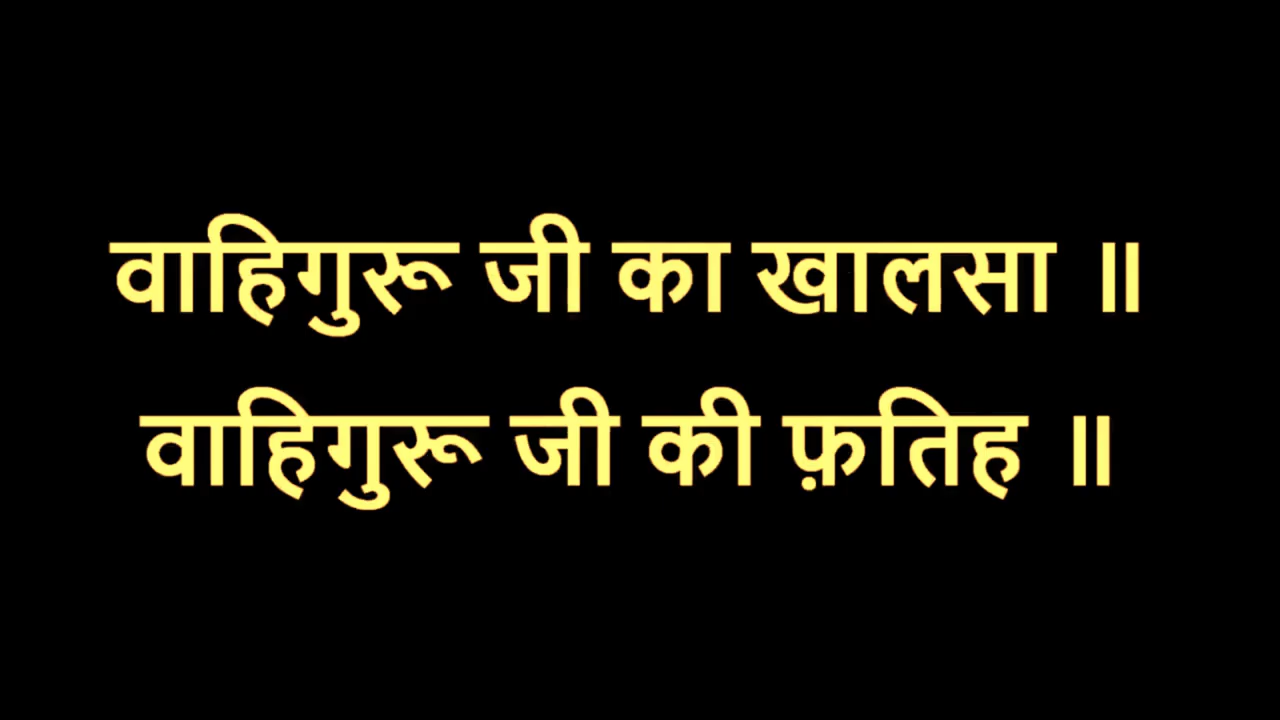 वाहिगुरू जी का खालसा ॥
वाहिगुरू जी की फ़तिह ॥